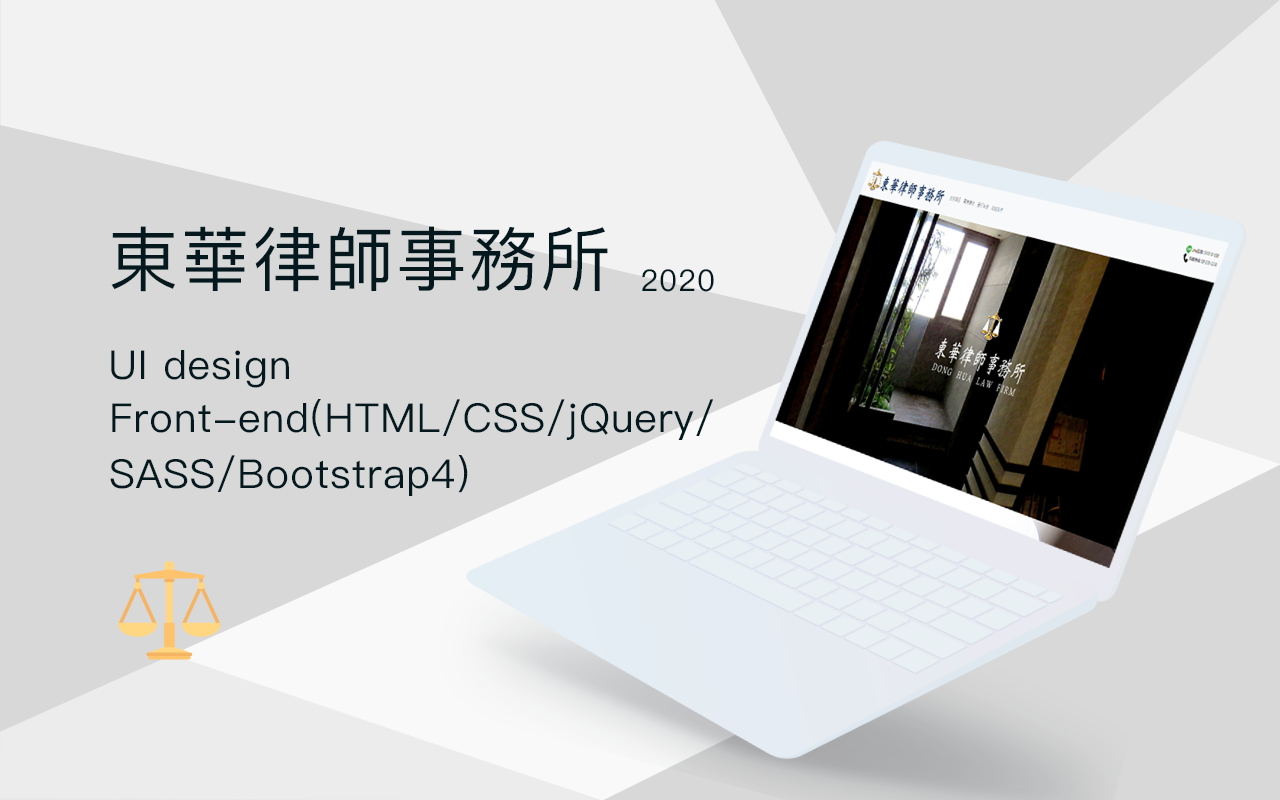 東華律師事務所 2020
UI design
Front-end(HTML/CSS/jQuery/
SASS/Bootstrap4)
東華律師事務所
東華律師事務所
DONG HUA LAW FIRM